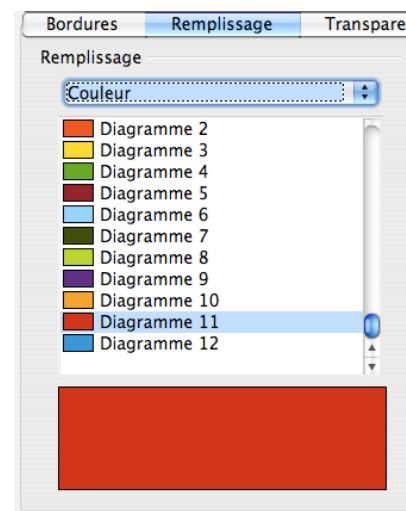 Bordures Remplissage Transpare
Remplissage
Couleur
Diagramme 2
Diagramme 3
Diagramme 4
Diagramme 5
Diagramme 6
Diagramme 7
Diagramme 8
Diagramme 9
Diagramme 10
Diagramme 11
Diagramme 12